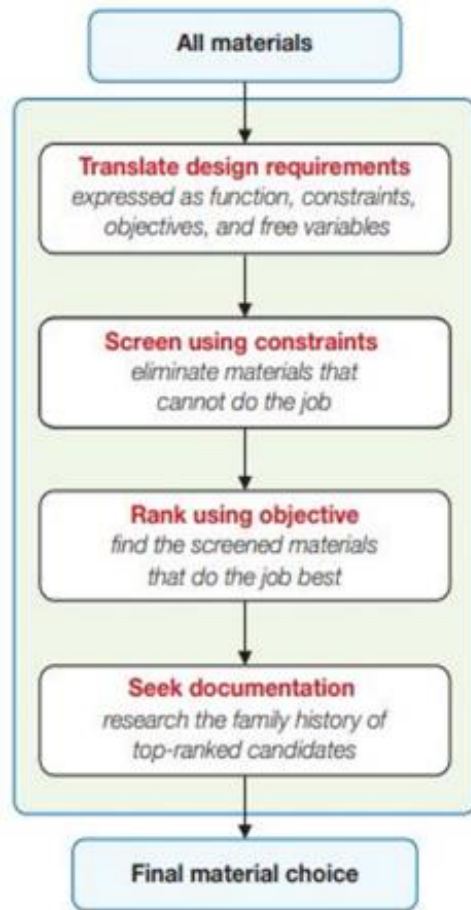 All materials
Translate design requirements
expressed as function, constraints,
objectives, and free variables
Screen using constraints
eliminate materials that
cannot do the job
Rank using objective
find the screened materials
that do the job best
Seek documentation
research the family history of
top-ranked candidates
Final material choice